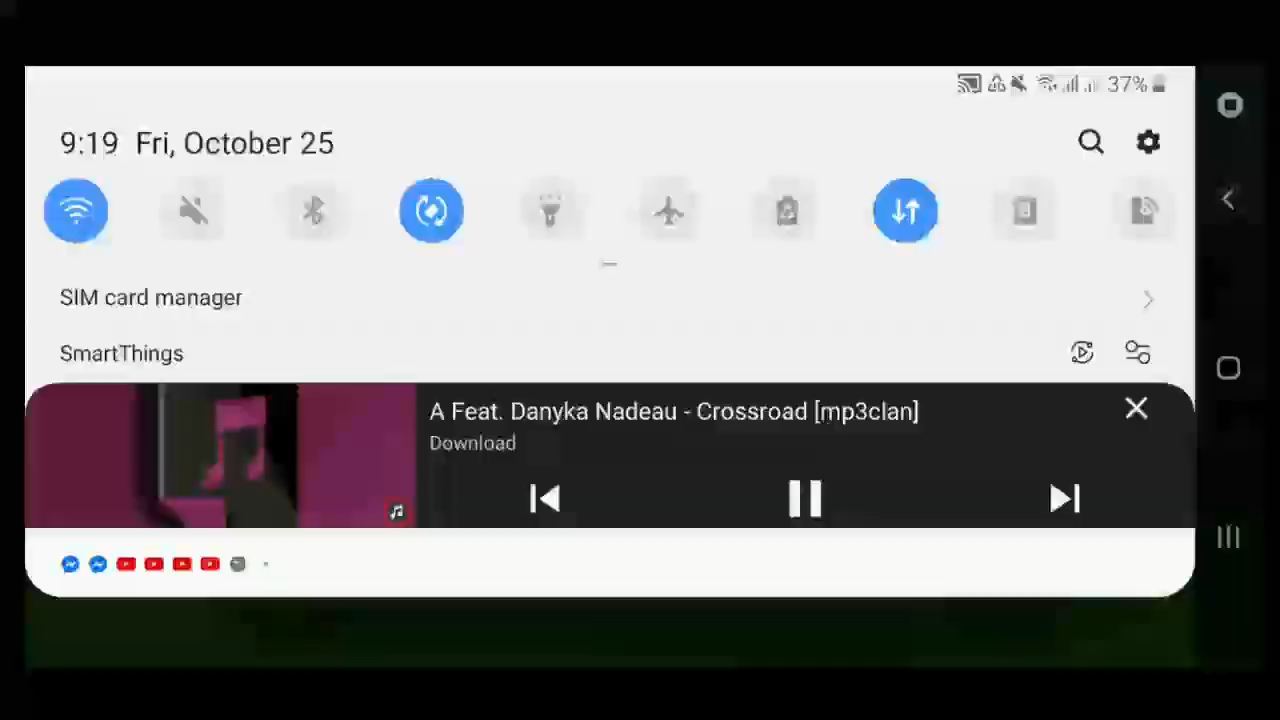 37%
9:19 Fri, October 25
SIM card manager
SmartThings
A Feat. Danyka Nadeau - Crossroad [mp3clan]
Download